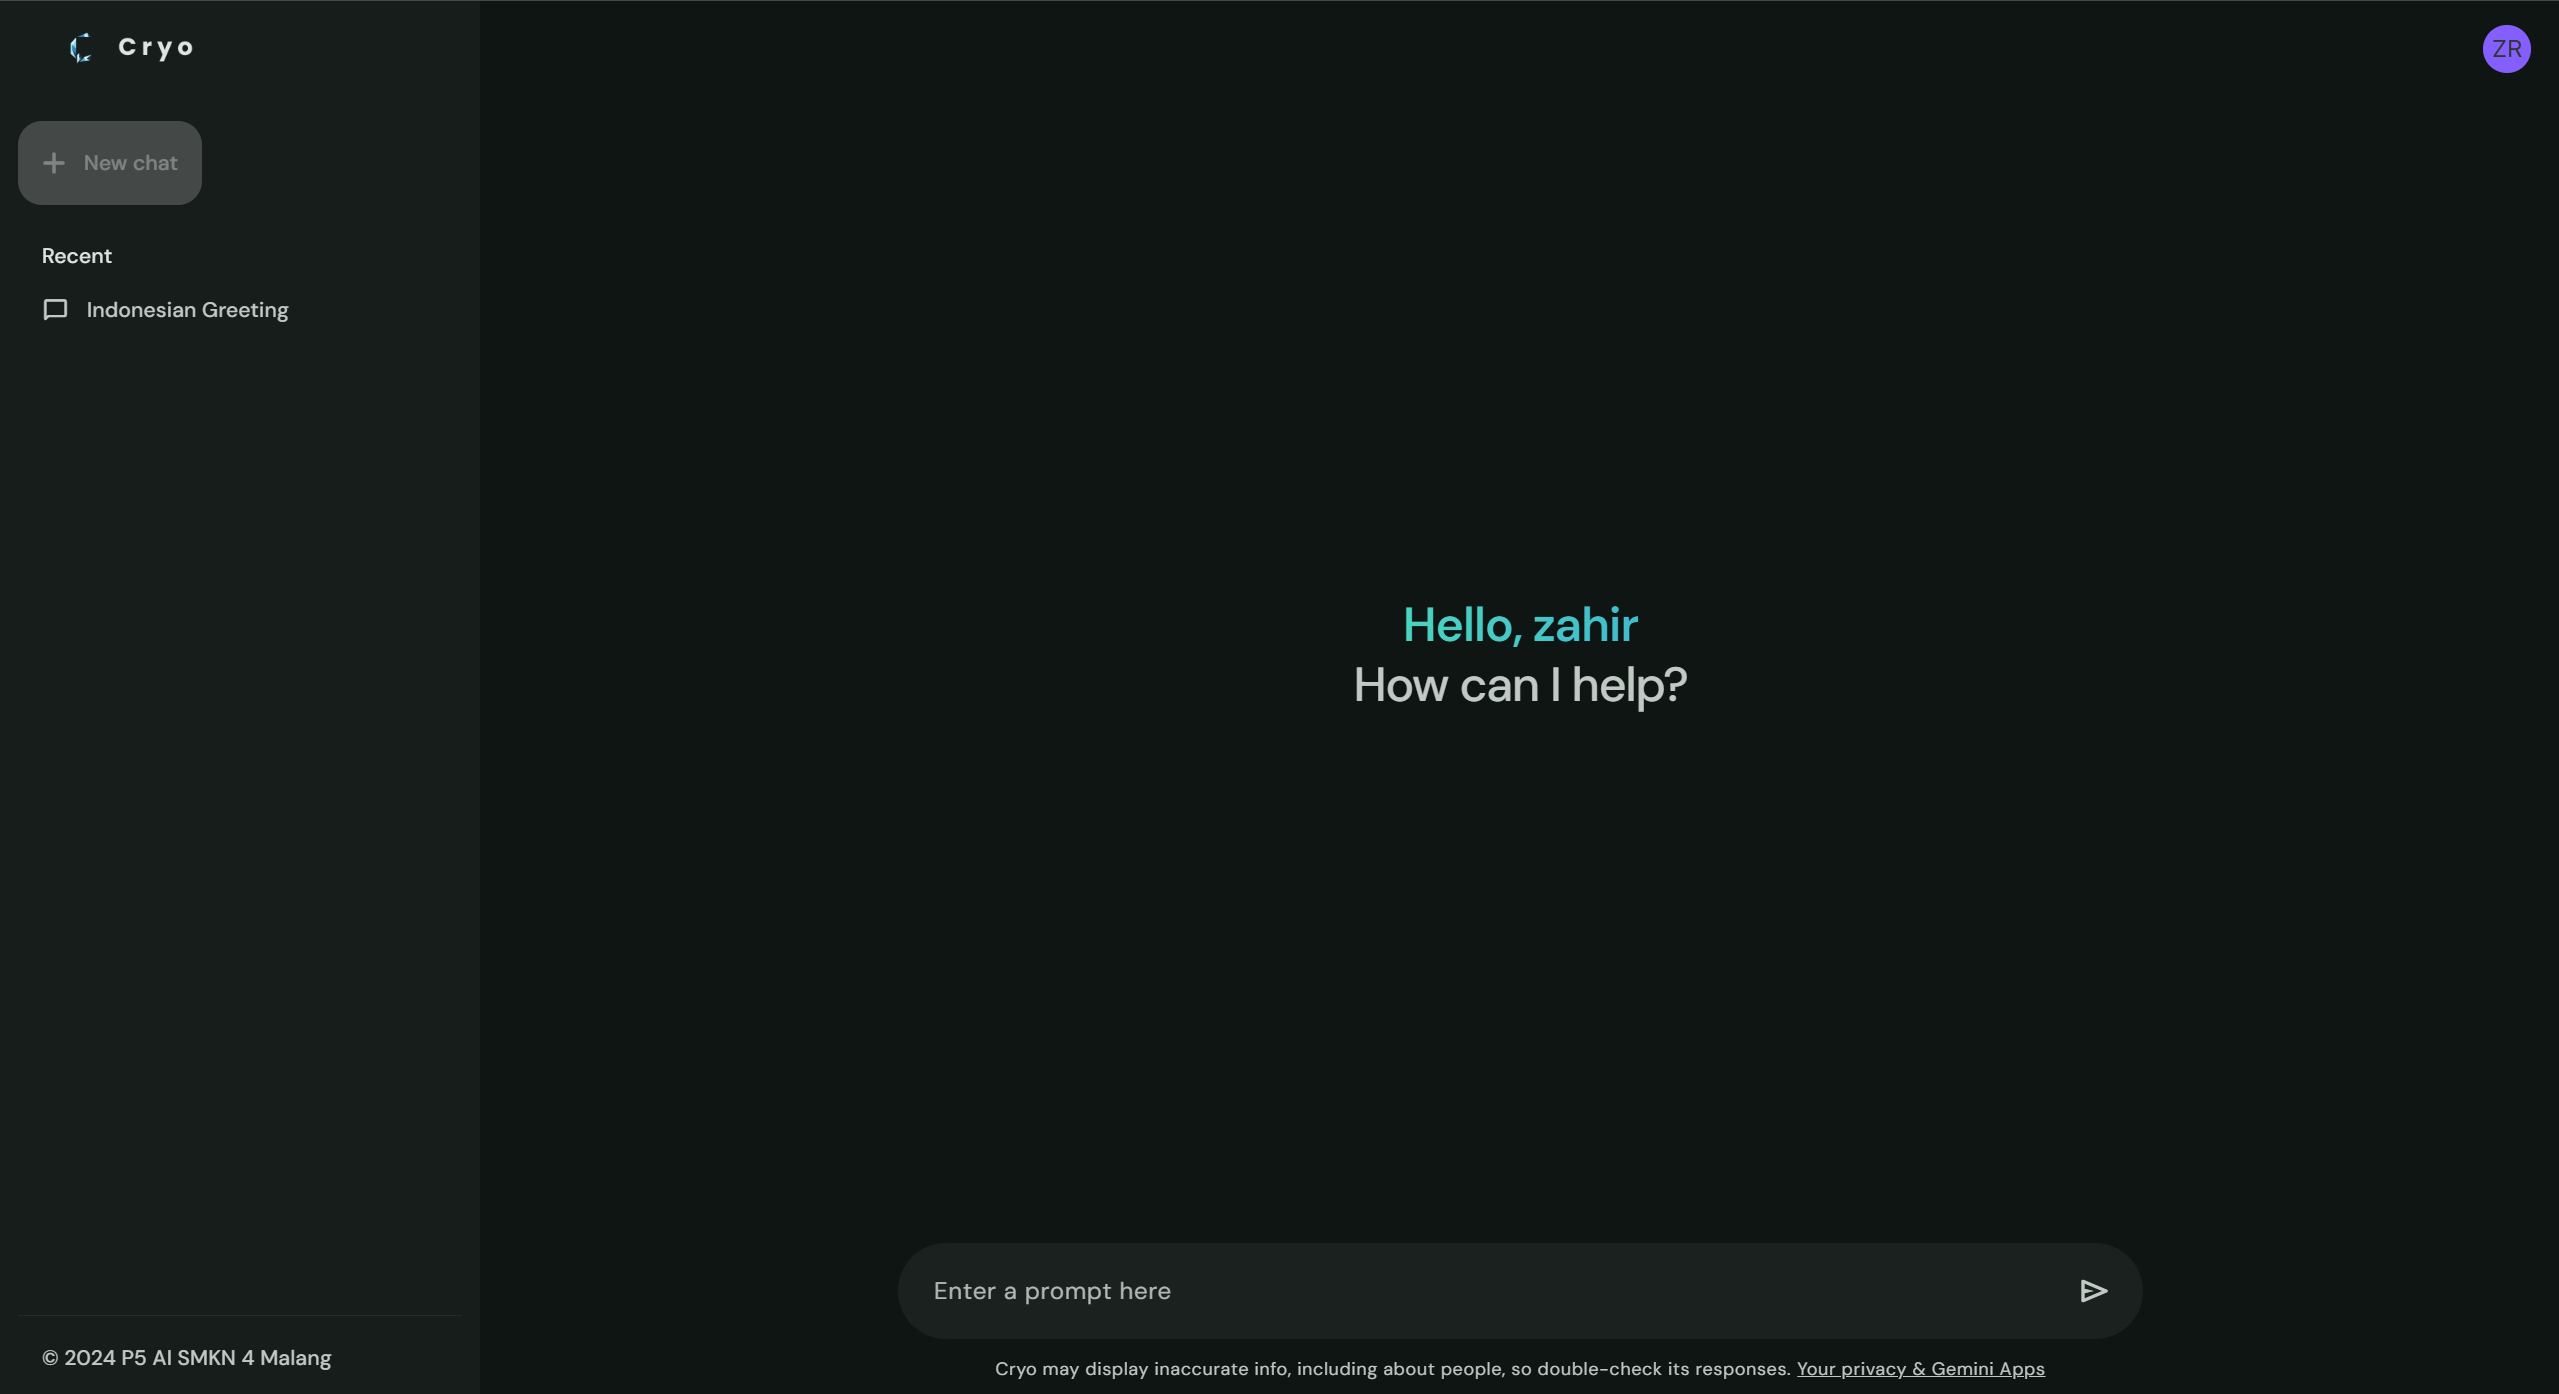 Cryo
ZR
New chat
Recent
Indonesian Greeting
Hello, zahir
How can I help?
Enter a prompt here
© 2024 P5 AI SMKN 4 Malang
Cryo may display inaccurate info, including about people, so double-check its responses. Your privacy & Gemini Apps